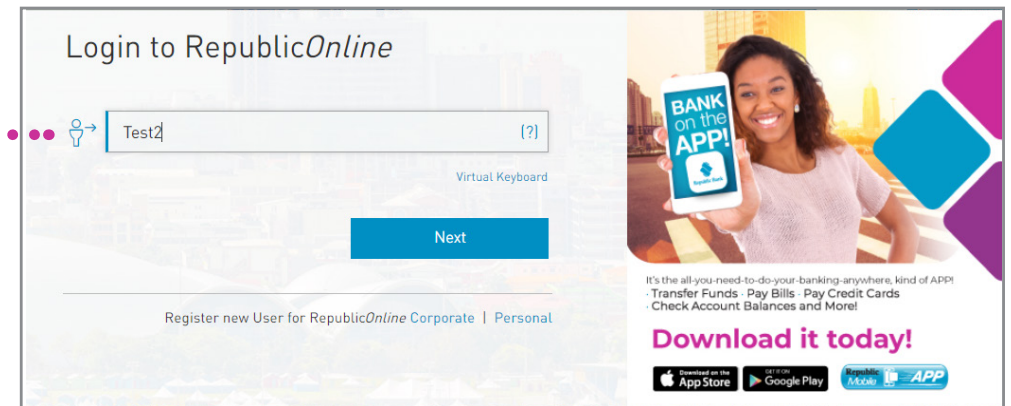 Login to RepublicOnline
Test2
(?)
Virtual Keyboard
Next
Register new User for RepublicOnline Corporate | Personal
BANK
on the
APP!
Republic Bank
It's the all-you-need-to-do-your-banking-anywhere, kind of APP!
· Transfer Funds · Pay Bills · Pay Credit Cards
· Check Account Balances and More!
Download it today!
Download on the
App Store
GET IT ON
Google Play
Republic
Mobile APP